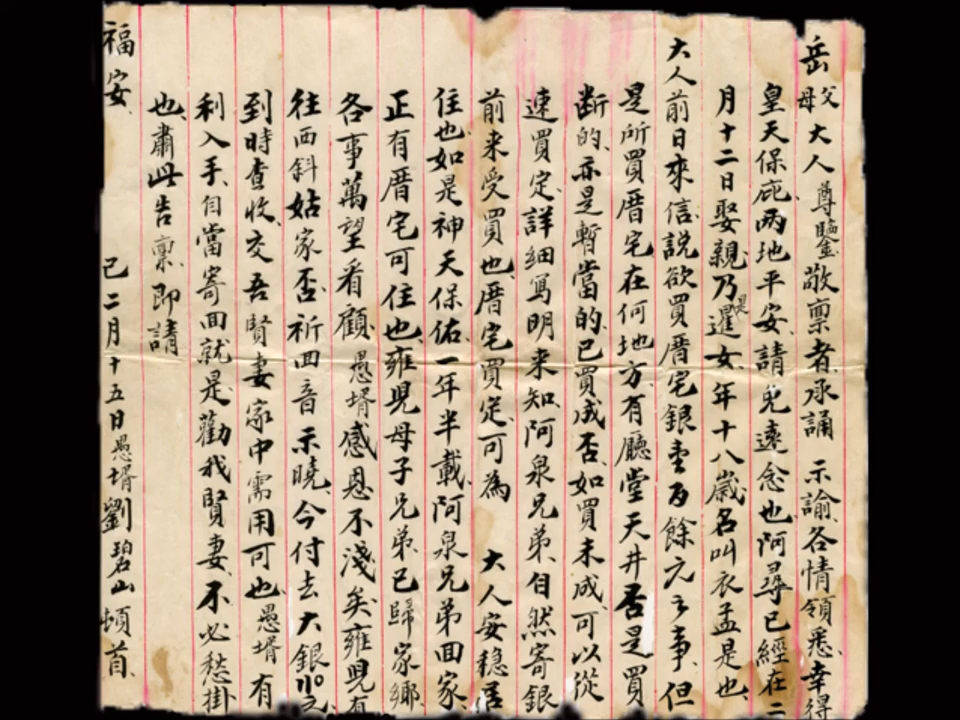 岳父母大人尊鑒敬稟者承誦 示諭各情領悉幸得
皇天保庇兩地平安請免遠念也阿尋已經在二
月十二日娶親乃是暹女年十八歲名叫衣孟是也
大人前日來信說欲買厝宅銀壹百餘元之事但
是所買厝宅在何地方有廳堂天井否是買
斷的亦是暫當的已買成否如買未成可以從
速買定詳細寫明來知阿泉兄弟自然寄銀
前來受買也厝宅買定可為 大人安穩居
住也如是神天保佑一年半載阿泉兄弟回家
正有厝宅可住也雍兒母子兄弟已歸家鄉
各事萬望看顧愚壻感恩不淺矣雍兒有
往西斜姑家否祈回音示曉今付去大銀元
到時查收交吾賢妻家中需用可也愚壻有
利入手自當寄回就是勸我賢妻不必愁掛
也肅此告稟即請
福安 己二月十五日愚壻劉碧山頓首